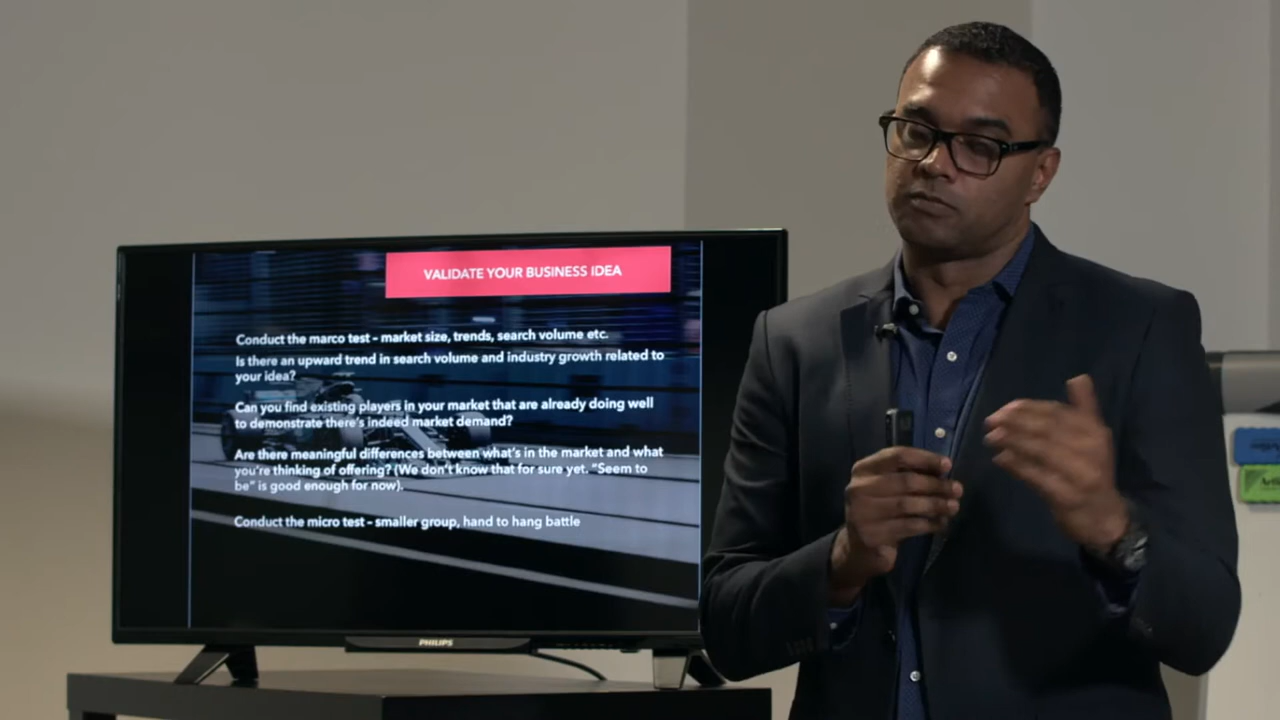 VALIDATE YOUR BUSINESS IDEA
Conduct the marco test – market size, trends, search volume etc.
Is there an upward trend in search volume and industry growth related to
your idea?
Can you find existing players in your market that are already doing well
to demonstrate there's indeed market demand?
Are there meaningful differences between what's in the market and what
you're thinking of offering? (We don't know that for sure yet. "Seem to
be" is good enough for now).
Conduct the micro test – smaller group, hand to hang battle
PHILIPS